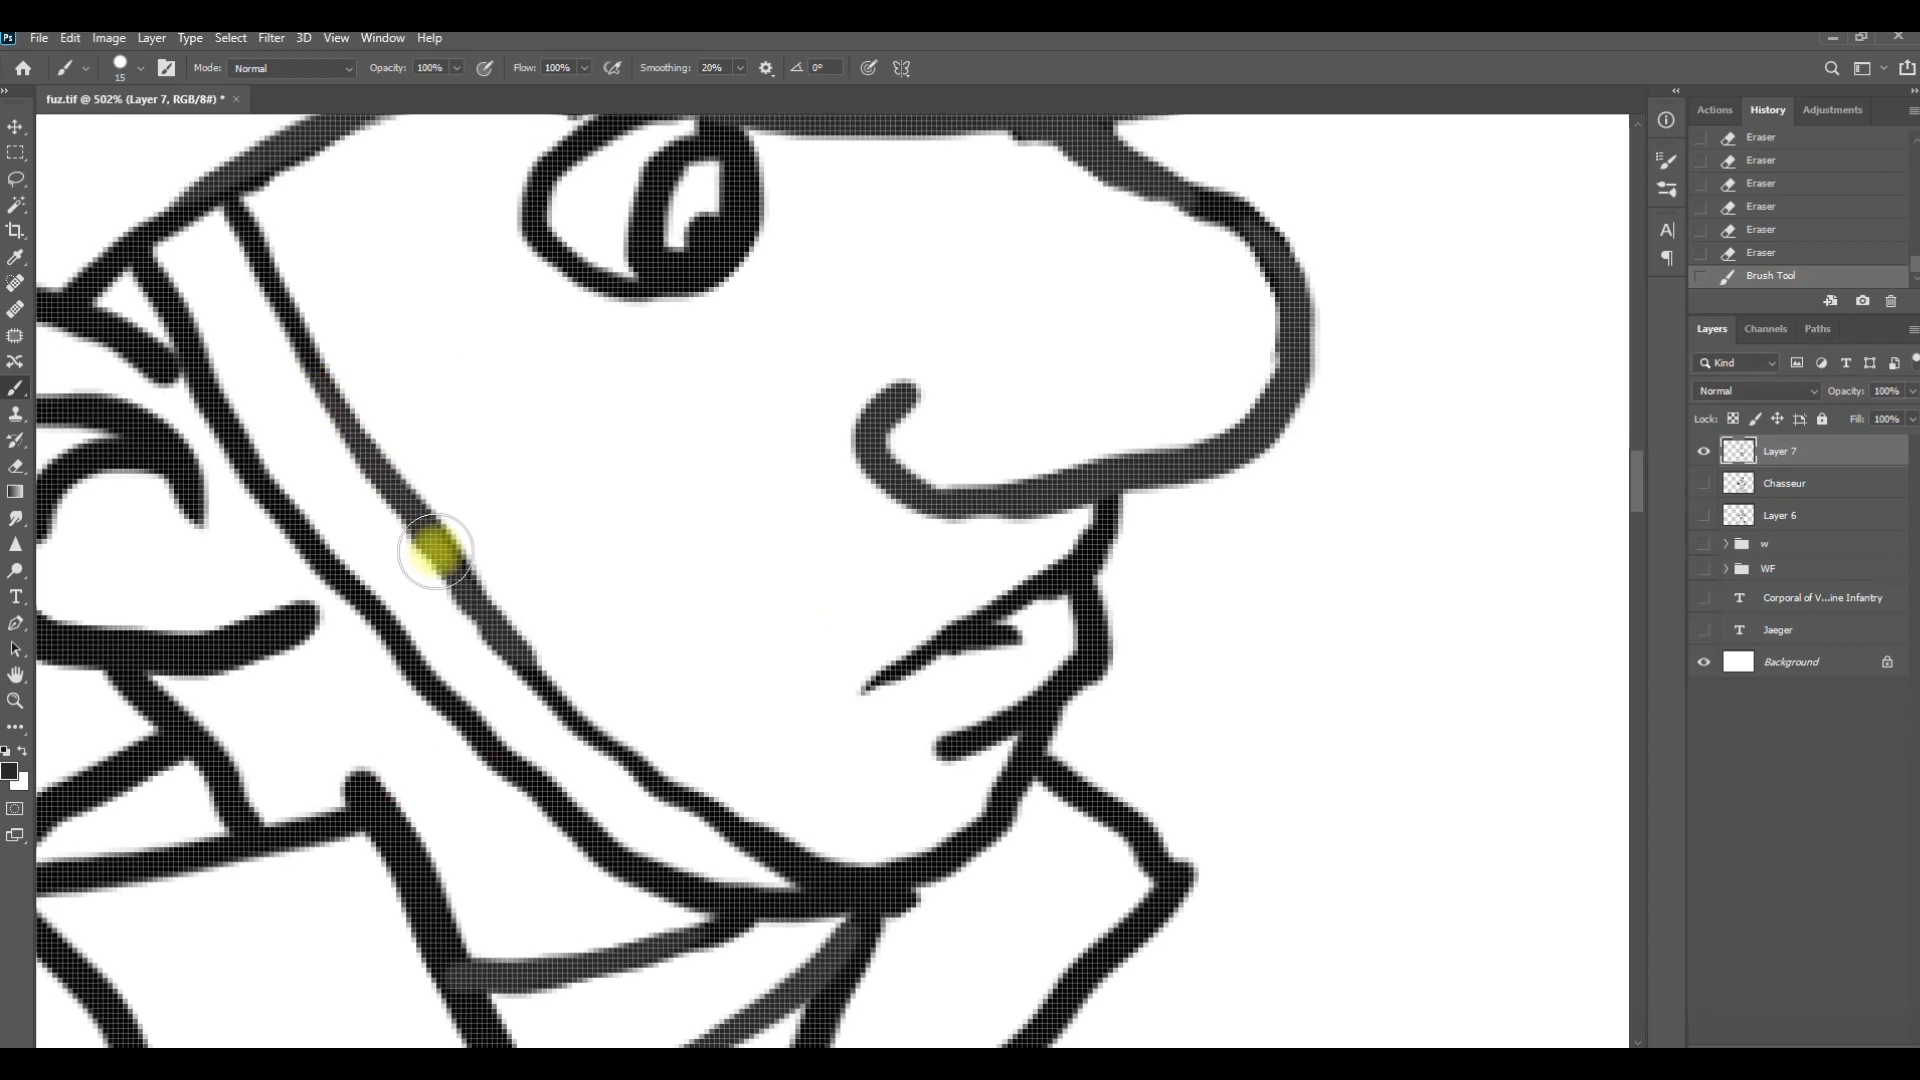 Ps File Edit Image Layer Type Select Filter 3D View Window Help
15 Mode: Normal Opacity: 100% Flow: 100% Smoothing: 20% 0°
fuz.tif @ 502% (Layer 7, RGB/8#) * ×
Actions History Adjustments
Eraser
Eraser
Eraser
Eraser
Eraser
Eraser
Brush Tool
Layers Channels Paths
Kind
Normal Opacity: 100%
Lock: Fill: 100%
Layer 7
Chasseur
Layer 6
w
WF
Corporal of V...ine Infantry
Jaeger
Background